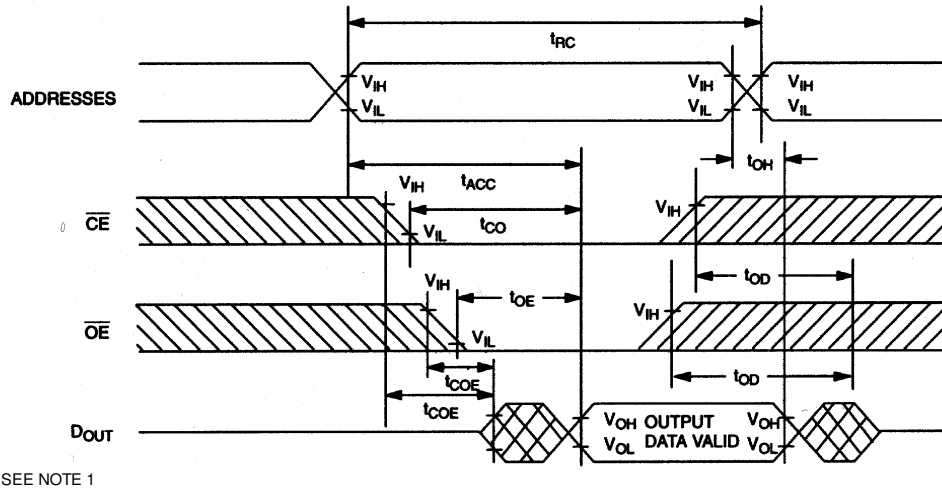 tRC
ADDRESSES
VIH VIH VIH
VIL VIL VIL
tOH
tACC
VIH
CE
tCO
VIL
VIH
tOD
VIH
OE
tOE
VIH
VIL
tCOE
tOD
tCOE
DOUT
VOH OUTPUT VOH
VOL DATA VALID VOL
SEE NOTE 1